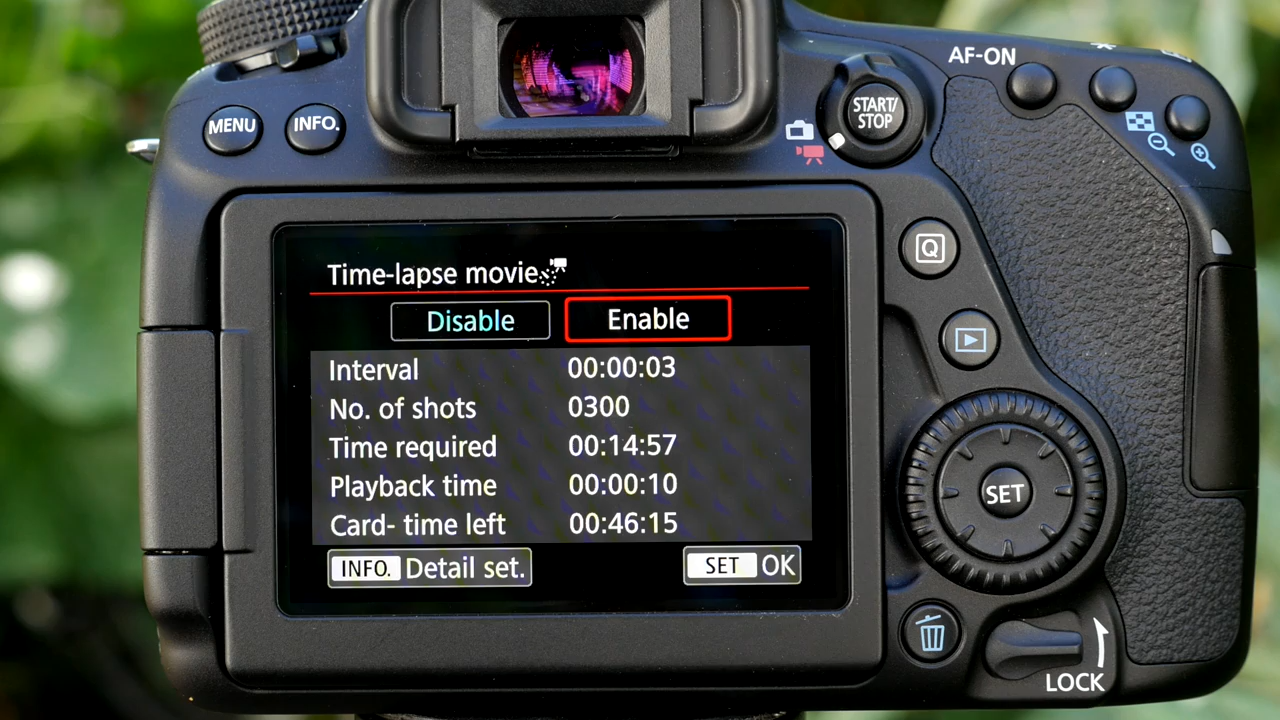 AF-ON
MENU
INFO.
START/
STOP
Q
Time-lapse movie
Disable
Enable
Interval 00:00:03
No. of shots 0300
Time required 00:14:57
Playback time 00:00:10
Card- time left 00:46:15
INFO. Detail set.
SET OK
SET
LOCK